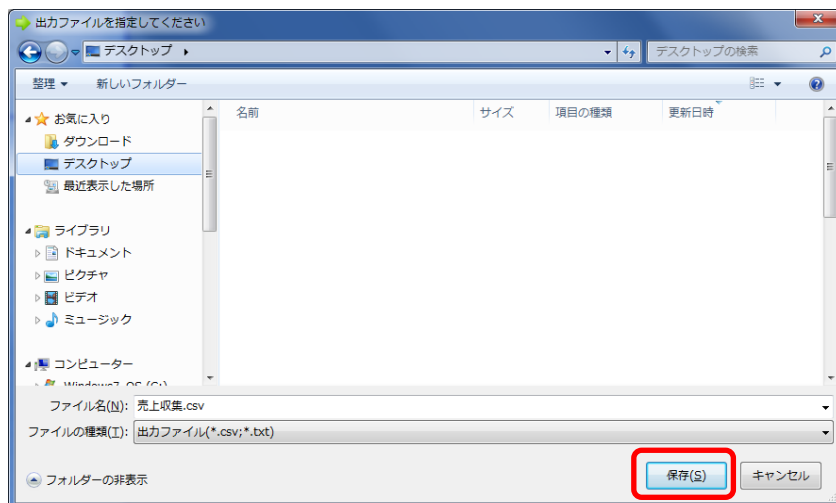 出力ファイルを指定してください
デスクトップ
デスクトップの検索
整理
新しいフォルダー
お気に入り
ダウンロード
デスクトップ
最近表示した場所
ライブラリ
ドキュメント
ピクチャ
ビデオ
ミュージック
コンピューター
Windows7_OS (C:)
名前 サイズ 項目の種類 更新日時
ファイル名(N): 売上収集.csv
ファイルの種類(T): 出力ファイル(*.csv;*.txt)
フォルダーの非表示
保存(S)
キャンセル